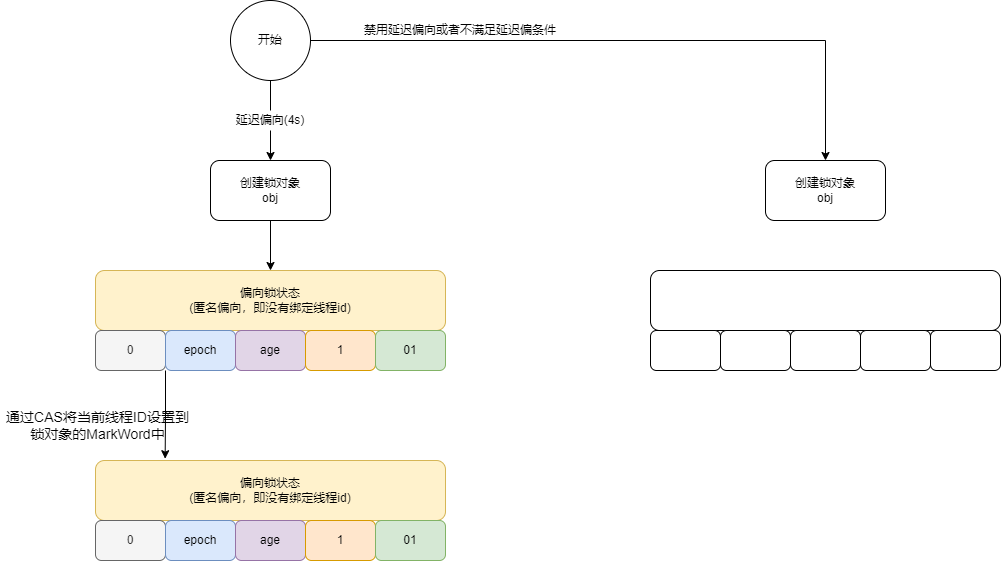 开始
禁用延迟偏向或者不满足延迟偏条件
延迟偏向(4s)
创建锁对象
obj
创建锁对象
obj
偏向锁状态
(匿名偏向，即没有绑定线程id)
0 epoch age 1 01
通过CAS将当前线程ID设置到
锁对象的MarkWord中
偏向锁状态
(匿名偏向，即没有绑定线程id)
0 epoch age 1 01